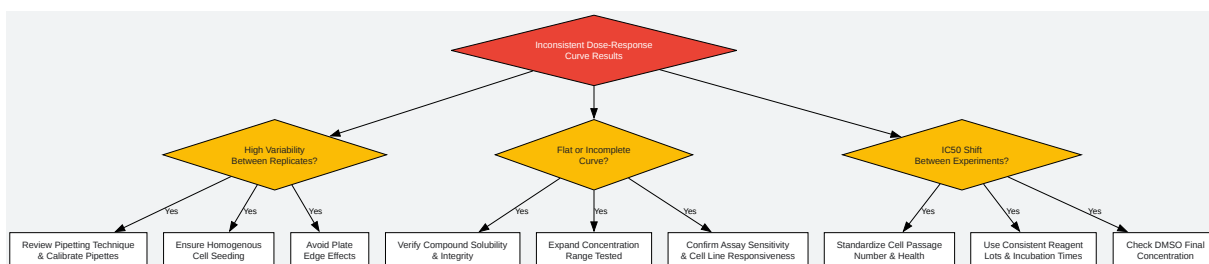 Inconsistent Dose-Response
Curve Results
High Variability
Between Replicates?
Flat or Incomplete
Curve?
IC50 Shift
Between Experiments?
Yes
Yes
Yes
Yes
Yes
Yes
Yes
Yes
Yes
Review Pipetting Technique
& Calibrate Pipettes
Ensure Homogenous
Cell Seeding
Avoid Plate
Edge Effects
Verify Compound Solubility
& Integrity
Expand Concentration
Range Tested
Confirm Assay Sensitivity
& Cell Line Responsiveness
Standardize Cell Passage
Number & Health
Use Consistent Reagent
Lots & Incubation Times
Check DMSO Final
Concentration